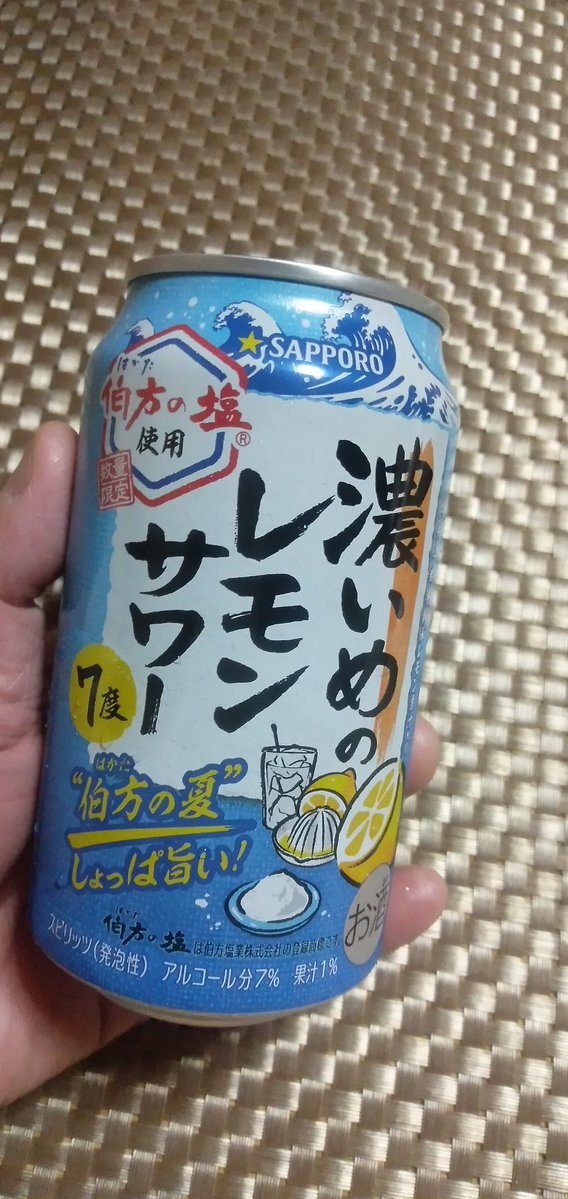 SAPPORO
はかた
伯方の塩®
使用
数量
限定
濃いめの
レモン
サワー
7度
はかた
“伯方の夏”
しょっぱ旨い!
はかた
伯方の塩は伯方塩業株式会社の登録商標です
スピリッツ(発泡性) アルコール分7% 果汁1%
お酒